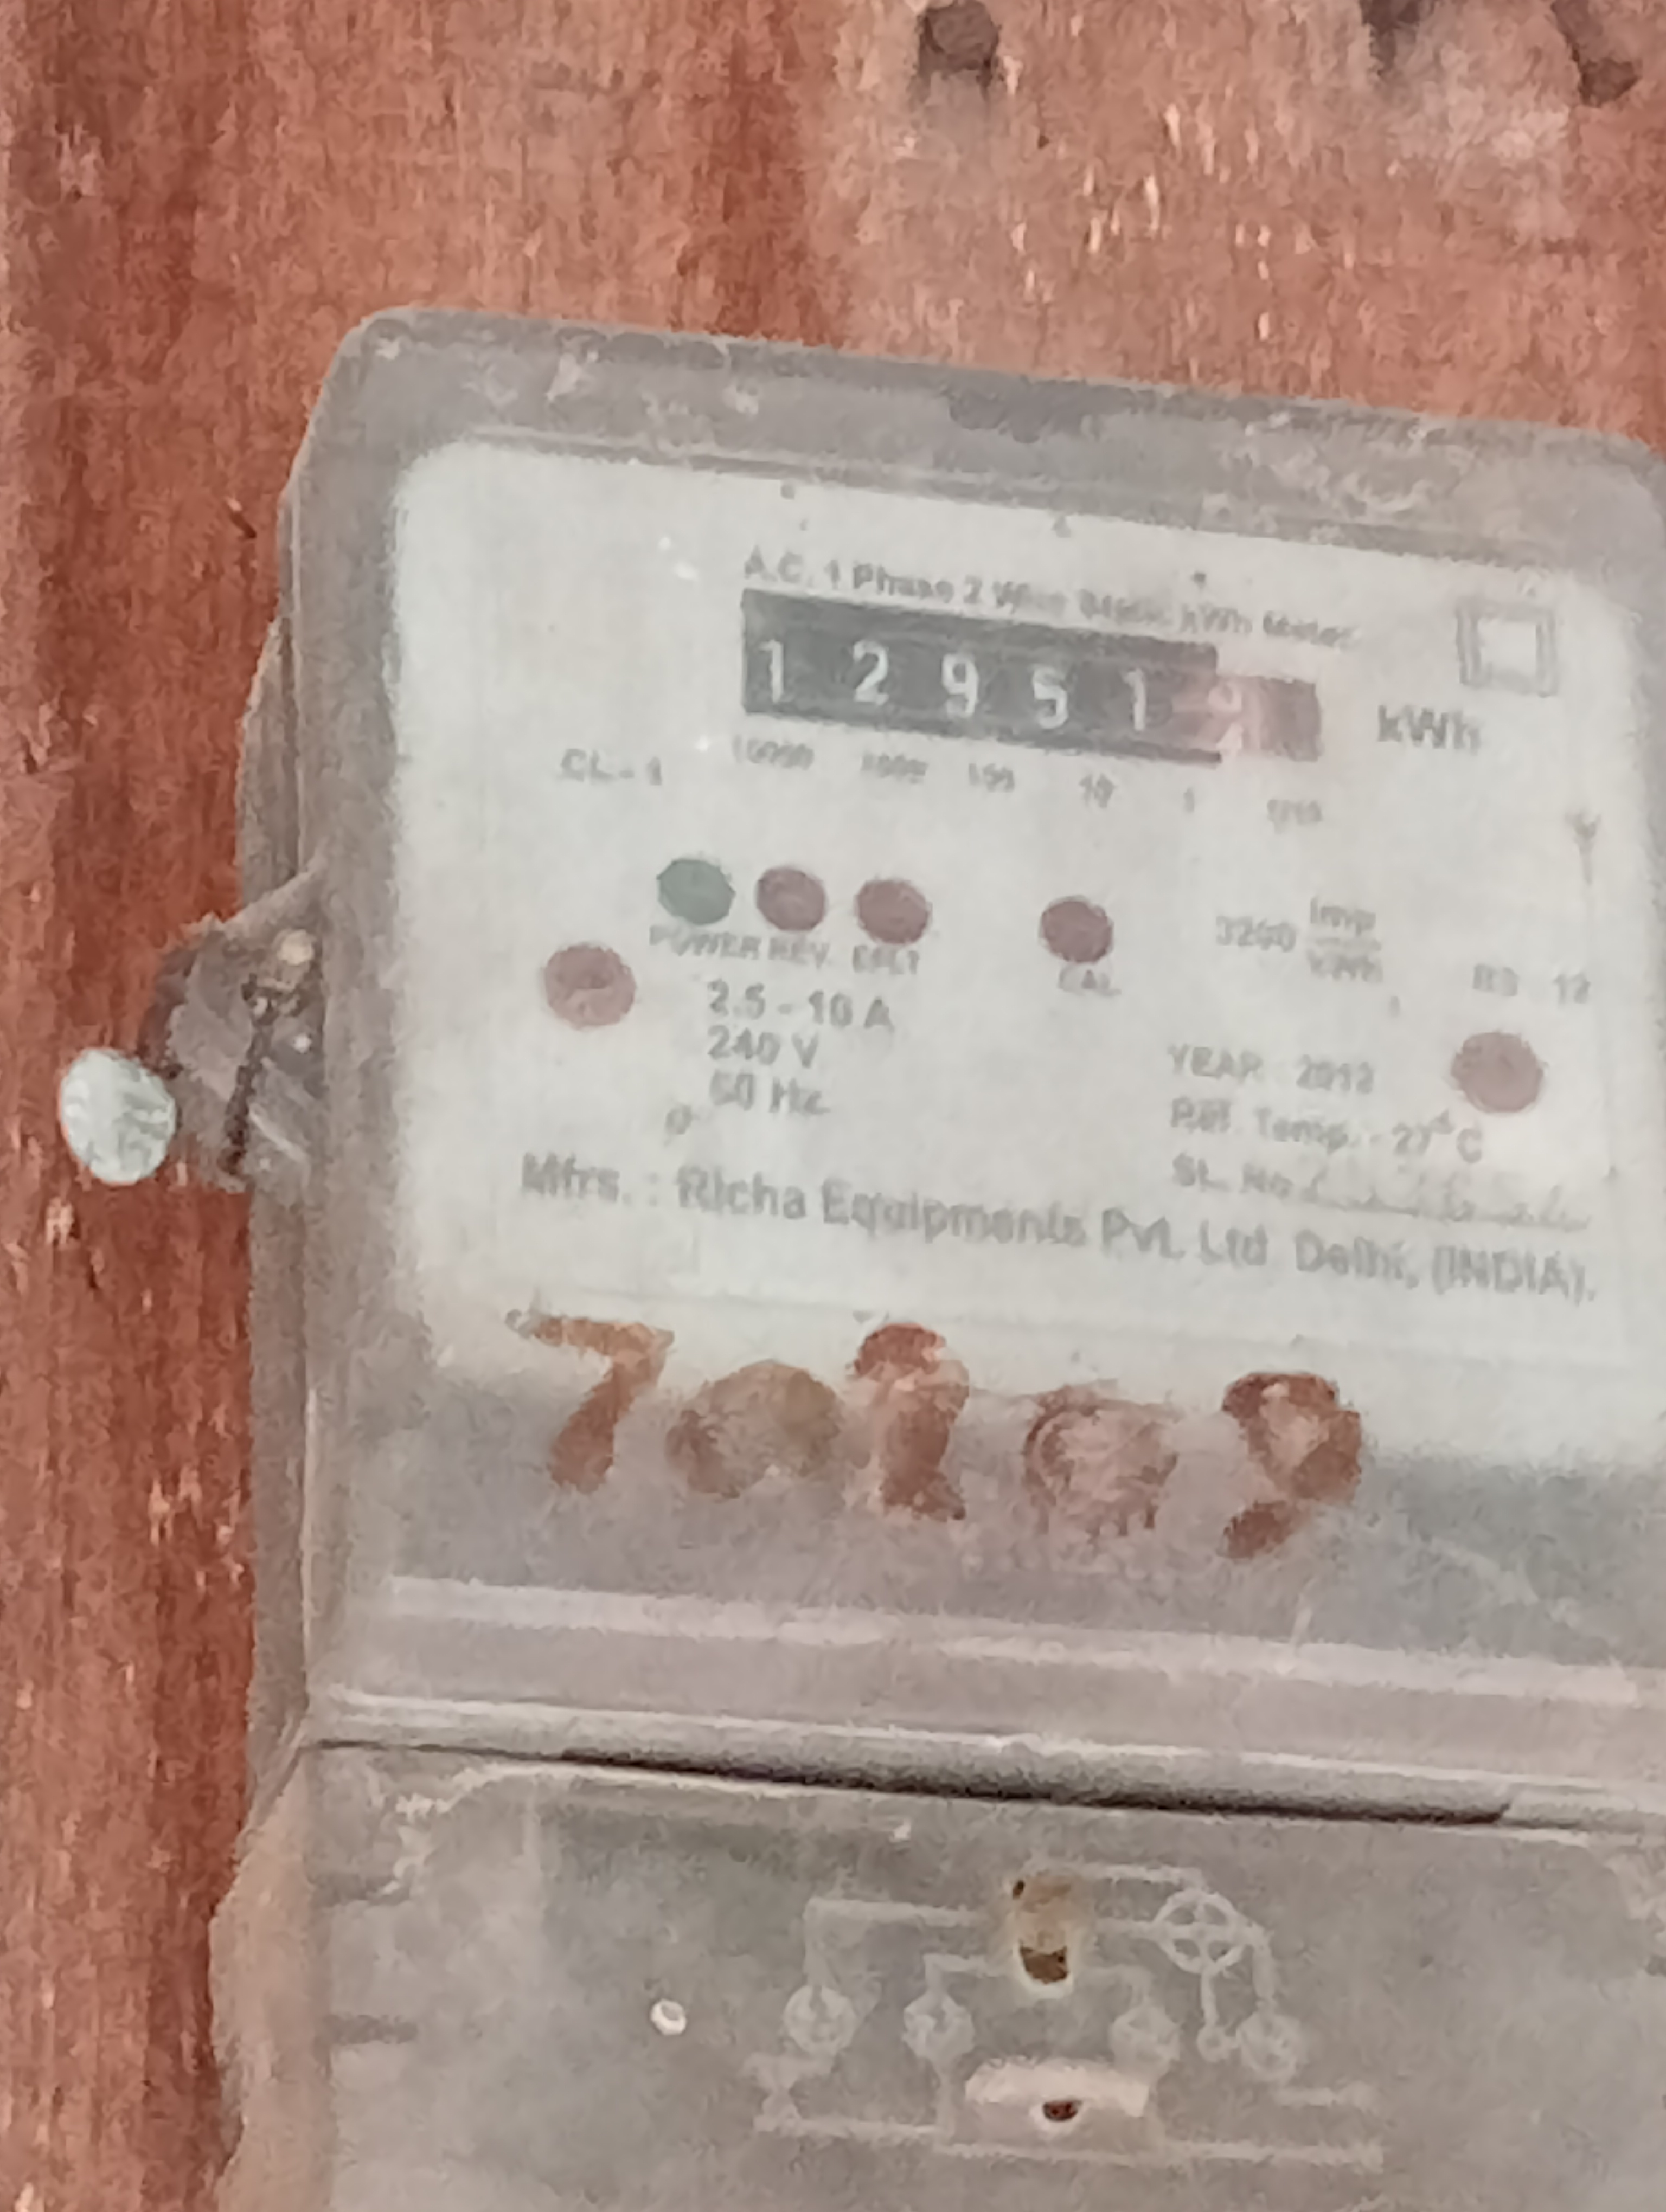 A.C. 1 Phase 2 Wire Static kWh Meter
1 2 9 5 1
kWh
10000 1000 100 10 1 1/10
CL-1
POWER REV. CAL
3200 imp/kWh
2.5 - 10 A
240 V
50 Hz
YEAR 2012
Ref. Temp. - 27°C
SL. No
Mfrs. : Richa Equipments Pvt. Ltd. Delhi, (INDIA).